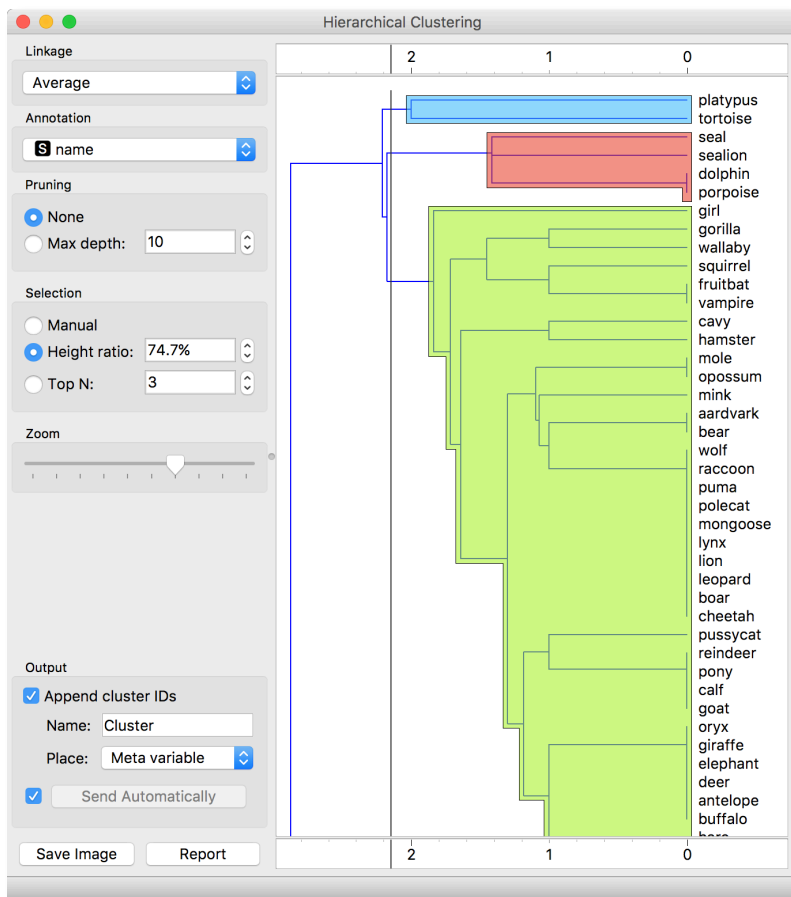 Hierarchical Clustering
Linkage
Average
Annotation
S name
Pruning
None
Max depth: 10
Selection
Manual
Height ratio: 74.7%
Top N: 3
Zoom
Output
Append cluster IDs
Name: Cluster
Place: Meta variable
Send Automatically
Save Image Report
2 1 0
platypus
tortoise
seal
sealion
dolphin
porpoise
girl
gorilla
wallaby
squirrel
fruitbat
vampire
cavy
hamster
mole
opossum
mink
aardvark
bear
wolf
raccoon
puma
polecat
mongoose
lynx
lion
leopard
boar
cheetah
pussycat
reindeer
pony
calf
goat
oryx
giraffe
elephant
deer
antelope
buffalo
2 1 0